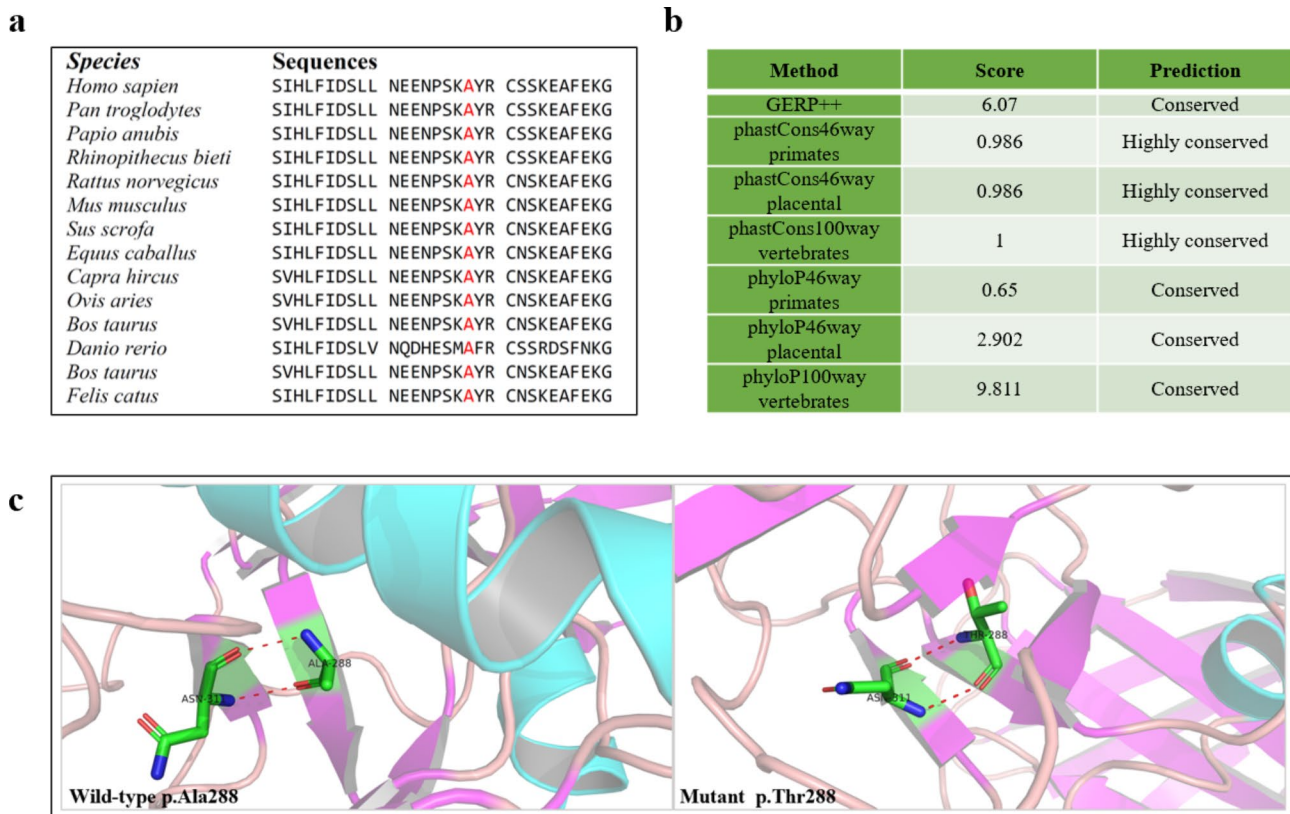 a
Species Sequences
Homo sapien SIHLFIDSLL NEENPSKAYR CSSKEAFEKG
Pan troglodytes SIHLFIDSLL NEENPSKAYR CSSKEAFEKG
Papio anubis SIHLFIDSLL NEENPSKAYR CSSKEAFEKG
Rhinopithecus bieti SIHLFIDSLL NEENPSKAYR CSSKEAFEKG
Rattus norvegicus SIHLFIDSLL NEENPSKAYR CNSKEAFEKG
Mus musculus SIHLFIDSLL NEENPSKAYR CNSKEAFEKG
Sus scrofa SIHLFIDSLL NEENPSKAYR CNSKEAFEKG
Equus caballus SIHLFIDSLL NEENPSKAYR CNSKEAFEKG
Capra hircus SVHLFIDSLL NEENPSKAYR CNSKEAFEKG
Ovis aries SVHLFIDSLL NEENPSKAYR CNSKEAFEKG
Bos taurus SVHLFIDSLL NEENPSKAYR CNSKEAFEKG
Danio rerio SIHLFIDSLV NQDHESMAFR CSSRDSFNKG
Bos taurus SVHLFIDSLL NEENPSKAYR CNSKEAFEKG
Felis catus SIHLFIDSLL NEENPSKAYR CNSKEAFEKG
b
Method Score Prediction
GERP++ 6.07 Conserved
phastCons46way
primates 0.986 Highly conserved
phastCons46way
placental 0.986 Highly conserved
phastCons100way
vertebrates 1 Highly conserved
phyloP46way
primates 0.65 Conserved
phyloP46way
placental 2.902 Conserved
phyloP100way
vertebrates 9.811 Conserved
c
ALA-288
ASN-311
Wild-type p.Ala288
THR-288
ASN-311
Mutant p.Thr288